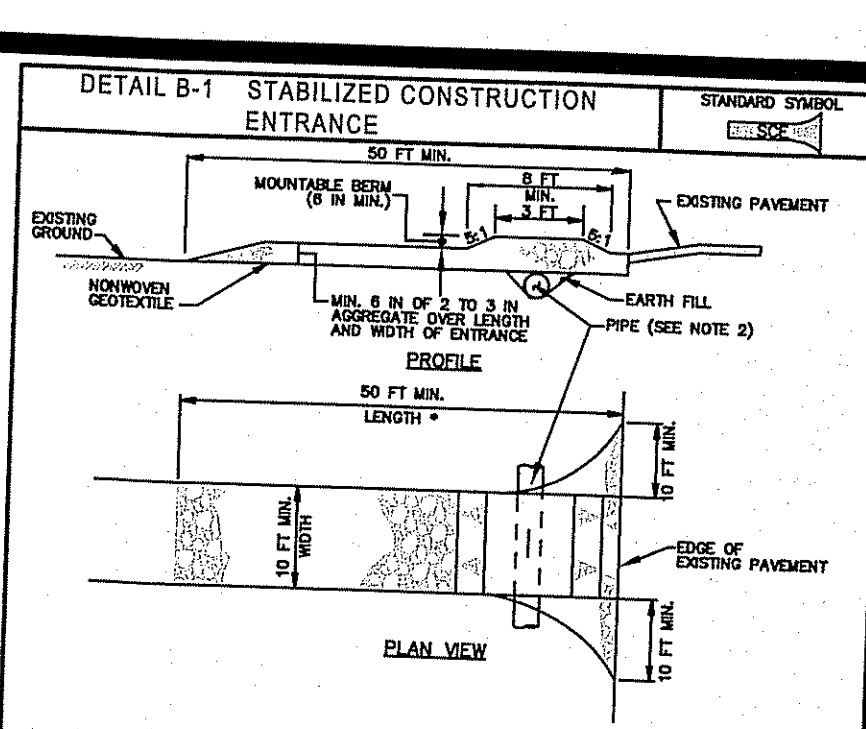 DETAIL B-1 STABILIZED CONSTRUCTION
ENTRANCE
STANDARD SYMBOL
SCE
50 FT MIN.
MOUNTABLE BERM
(6 IN MIN.)
8 FT
MIN.
3 FT
5:1
5:1
EXISTING PAVEMENT
EXISTING
GROUND
NONWOVEN
GEOTEXTILE
MIN. 6 IN OF 2 TO 3 IN
AGGREGATE OVER LENGTH
AND WIDTH OF ENTRANCE
EARTH FILL
PIPE (SEE NOTE 2)
PROFILE
50 FT MIN.
LENGTH *
10 FT MIN.
10 FT MIN.
WIDTH
EDGE OF
EXISTING PAVEMENT
10 FT MIN.
PLAN VIEW